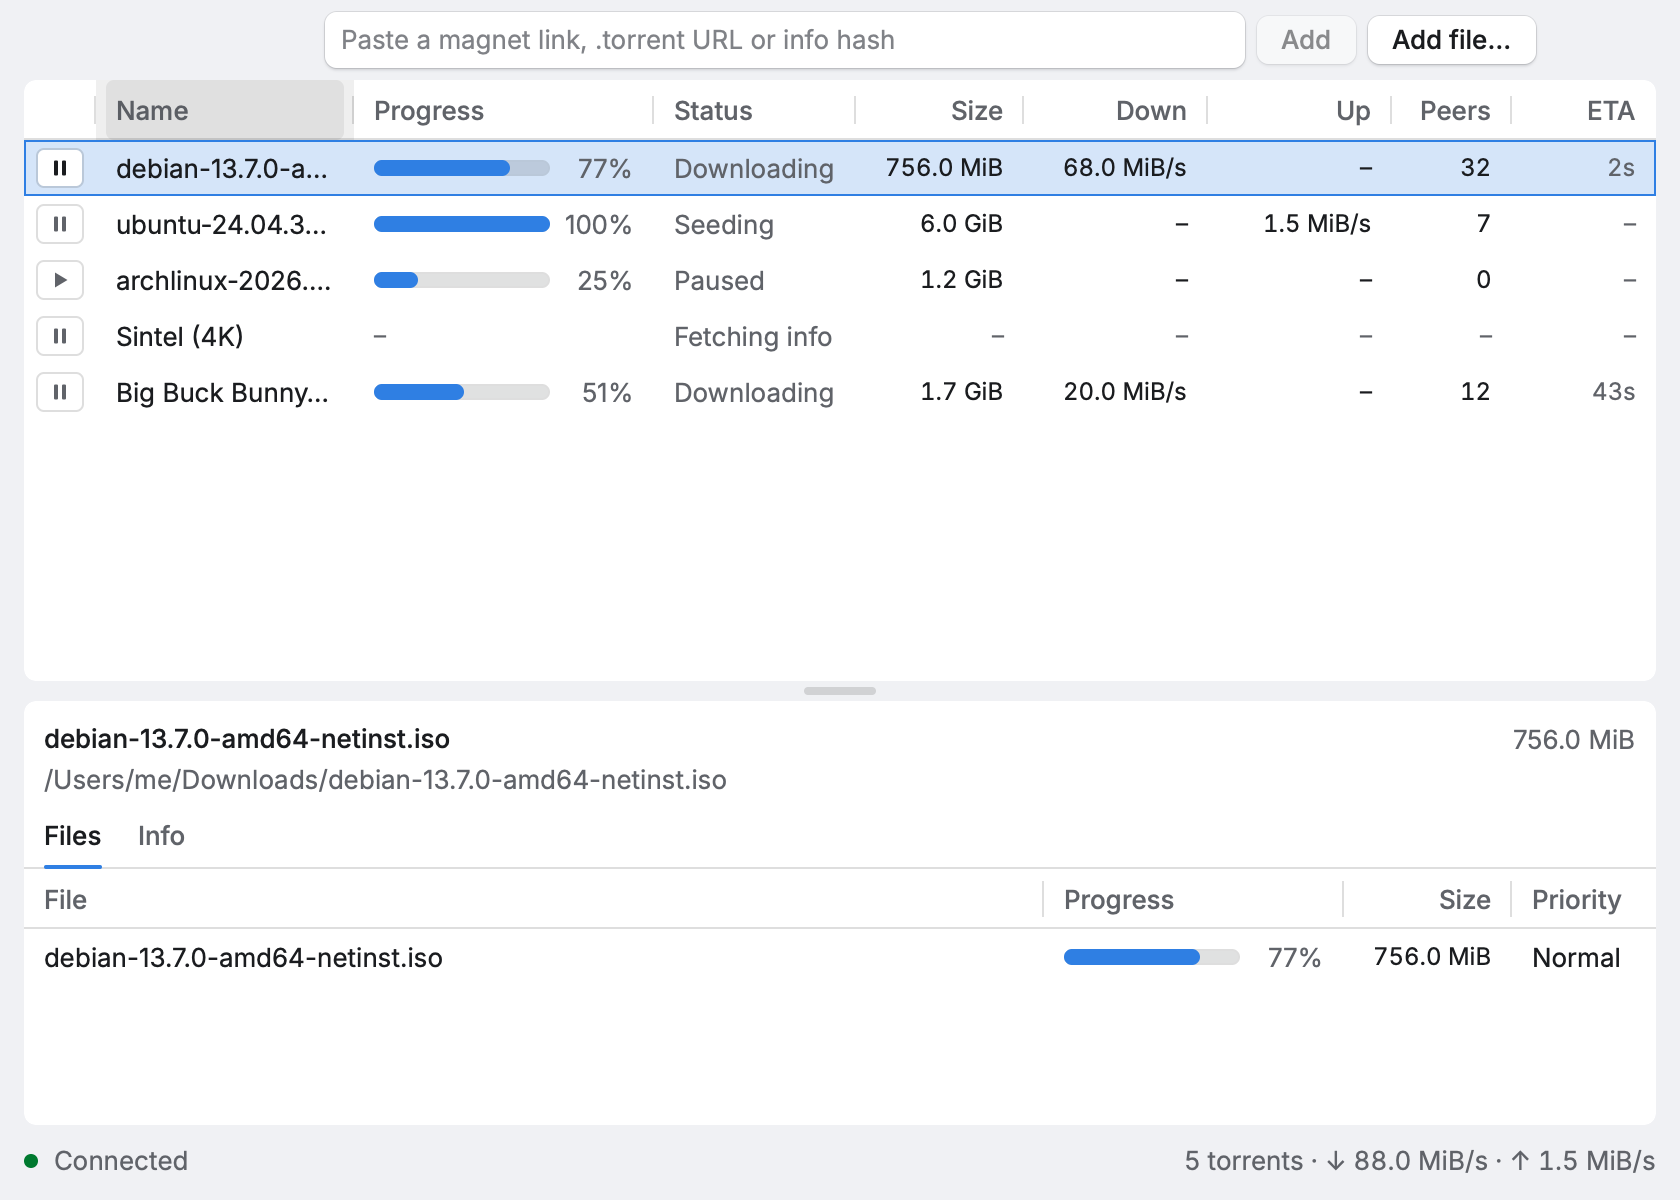 Paste a magnet link, .torrent URL or info hash Add Add file...
Name Progress Status Size Down Up Peers ETA
debian-13.7.0-a... 77% Downloading 756.0 MiB 68.0 MiB/s – 32 2s
ubuntu-24.04.3... 100% Seeding 6.0 GiB – 1.5 MiB/s 7 –
archlinux-2026.... 25% Paused 1.2 GiB – – 0 –
Sintel (4K) – Fetching info – – – – –
Big Buck Bunny... 51% Downloading 1.7 GiB 20.0 MiB/s – 12 43s
debian-13.7.0-amd64-netinst.iso 756.0 MiB
/Users/me/Downloads/debian-13.7.0-amd64-netinst.iso
Files Info
File Progress Size Priority
debian-13.7.0-amd64-netinst.iso 77% 756.0 MiB Normal
Connected 5 torrents · ↓ 88.0 MiB/s · ↑ 1.5 MiB/s